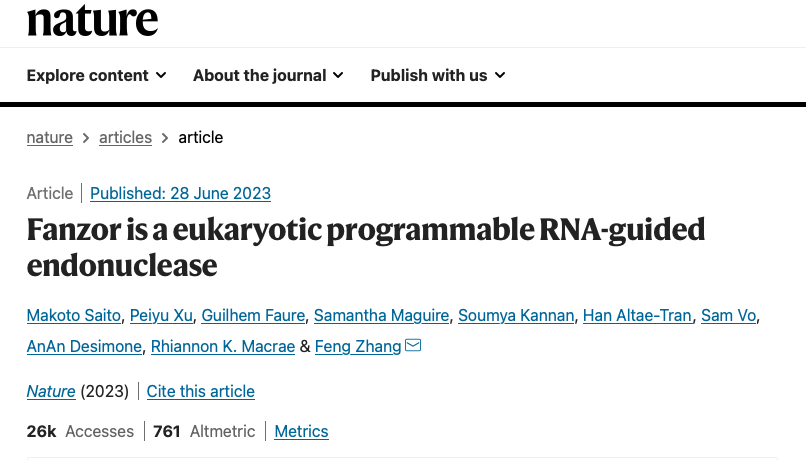 nature
Explore content About the journal Publish with us
nature > articles > article
Article | Published: 28 June 2023
Fanzor is a eukaryotic programmable RNA-guided
endonuclease
Makoto Saito, Peiyu Xu, Guilhem Faure, Samantha Maguire, Soumya Kannan, Han Altae-Tran, Sam Vo,
AnAn Desimone, Rhiannon K. Macrae & Feng Zhang
Nature (2023) | Cite this article
26k Accesses | 761 Altmetric | Metrics